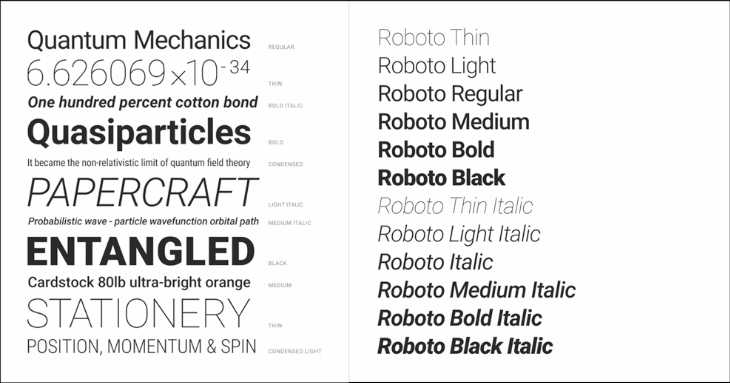 Quantum Mechanics REGULAR
6.626069×10-34 THIN
One hundred percent cotton bond BOLD ITALIC
Quasiparticles BOLD
It became the non-relativistic limit of quantum field theory CONDENSED
PAPERCRAFT LIGHT ITALIC
Probabilistic wave - particle wavefunction orbital path MEDIUM ITALIC
ENTANGLED BLACK
Cardstock 80lb ultra-bright orange MEDIUM
STATIONERY THIN
POSITION, MOMENTUM & SPIN CONDENSED LIGHT
Roboto Thin
Roboto Light
Roboto Regular
Roboto Medium
Roboto Bold
Roboto Black
Roboto Thin Italic
Roboto Light Italic
Roboto Italic
Roboto Medium Italic
Roboto Bold Italic
Roboto Black Italic